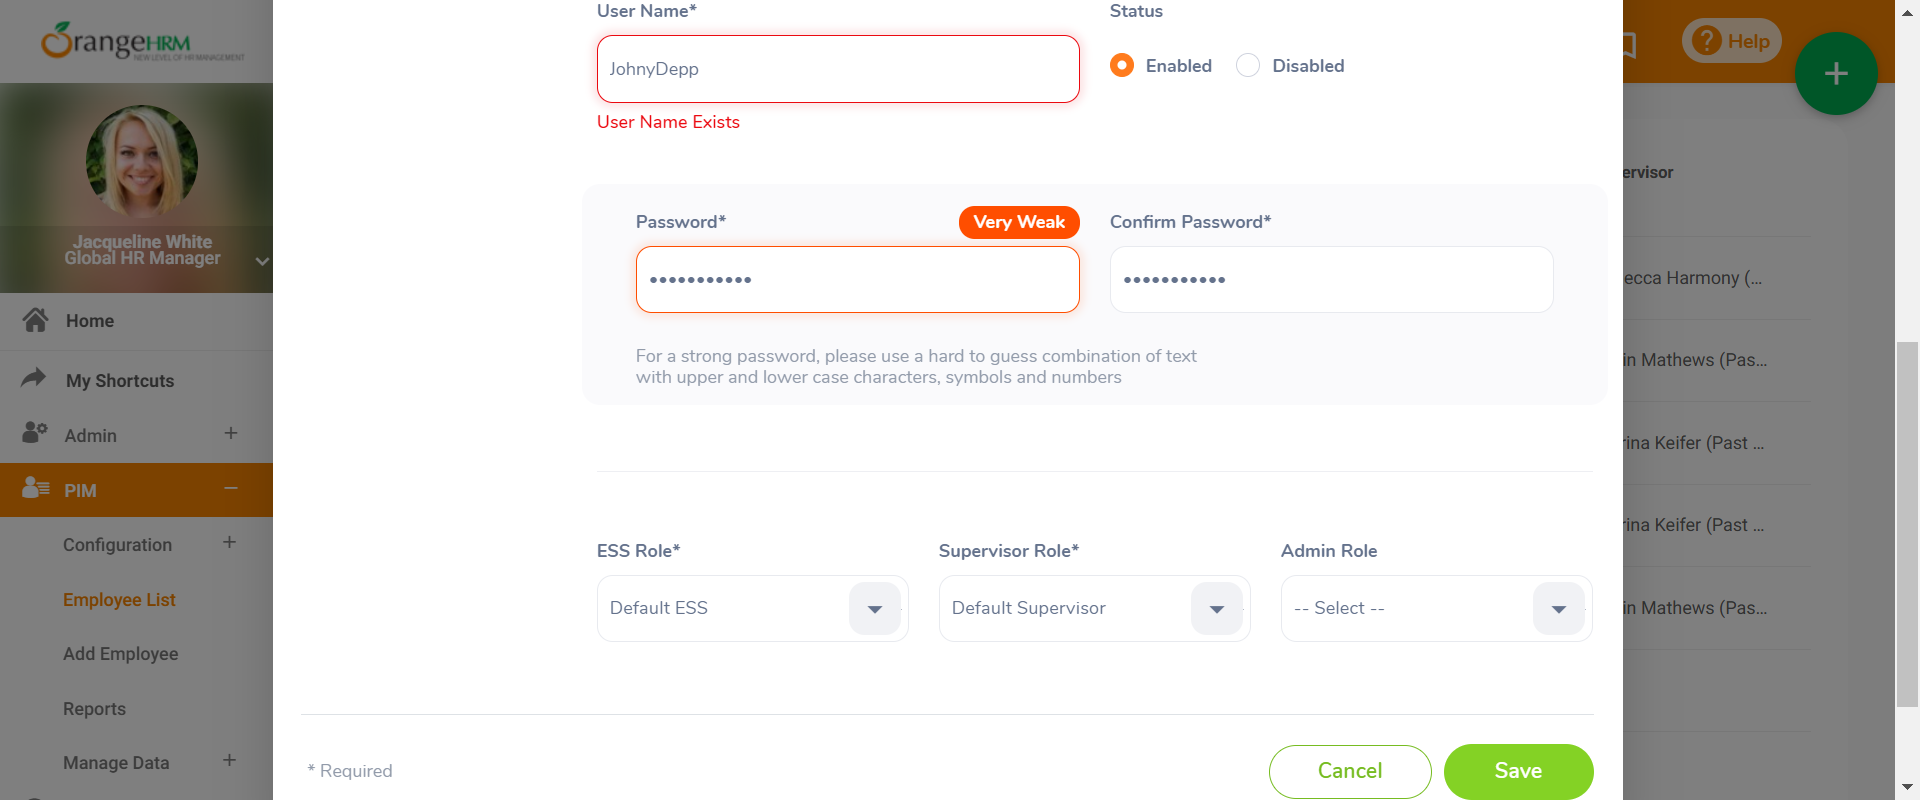 OrangeHRM
NEW LEVEL OF HR MANAGEMENT
Jacqueline White
Global HR Manager
Home
My Shortcuts
Admin
PIM
Configuration
Employee List
Add Employee
Reports
Manage Data
User Name*
JohnyDepp
User Name Exists
Status
Enabled
Disabled
Password*
Very Weak
Confirm Password*
For a strong password, please use a hard to guess combination of text
with upper and lower case characters, symbols and numbers
ESS Role*
Default ESS
Supervisor Role*
Default Supervisor
Admin Role
-- Select --
* Required
Cancel
Save
Help
ervisor
ecca Harmony (...
in Mathews (Pas...
rina Keifer (Past ...
rina Keifer (Past ...
in Mathews (Pas...